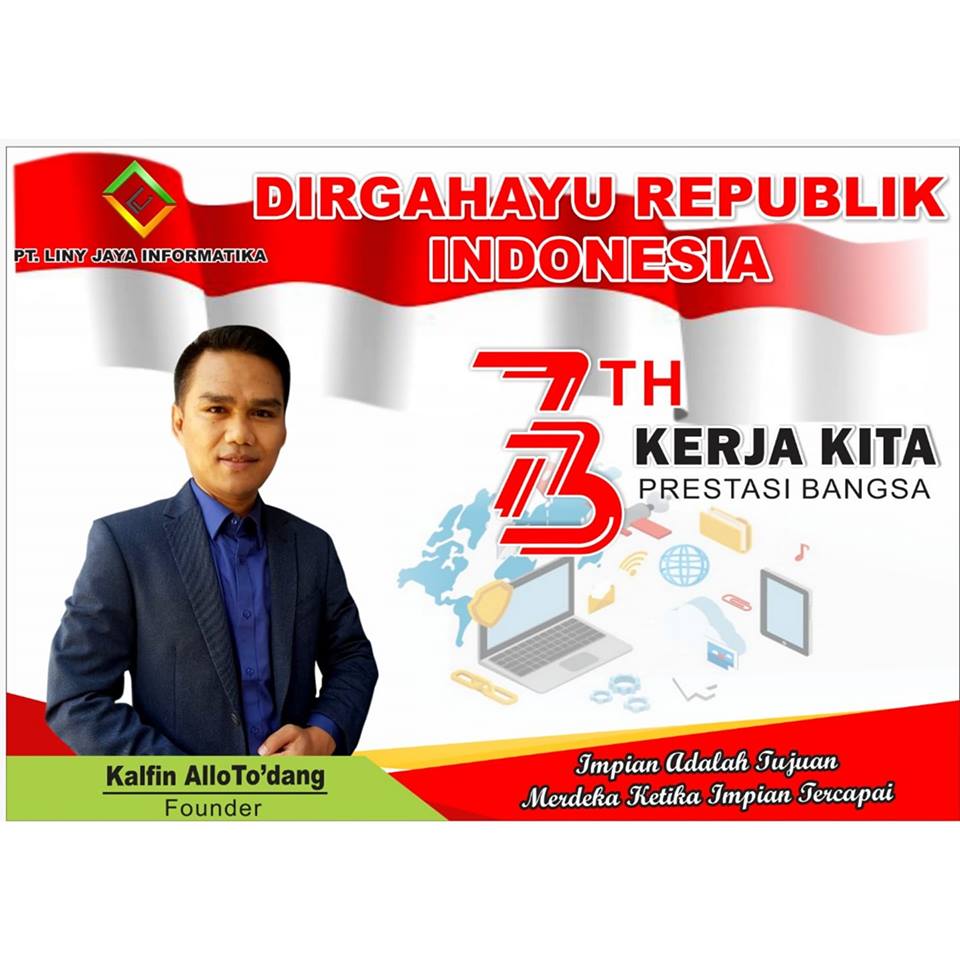 PT. LINY JAYA INFORMATIKA
DIRGAHAYU REPUBLIK
INDONESIA
73 TH
KERJA KITA
PRESTASI BANGSA
Kalfin AlloTo'dang
Founder
Impian Adalah Tujuan
Merdeka Ketika Impian Tercapai